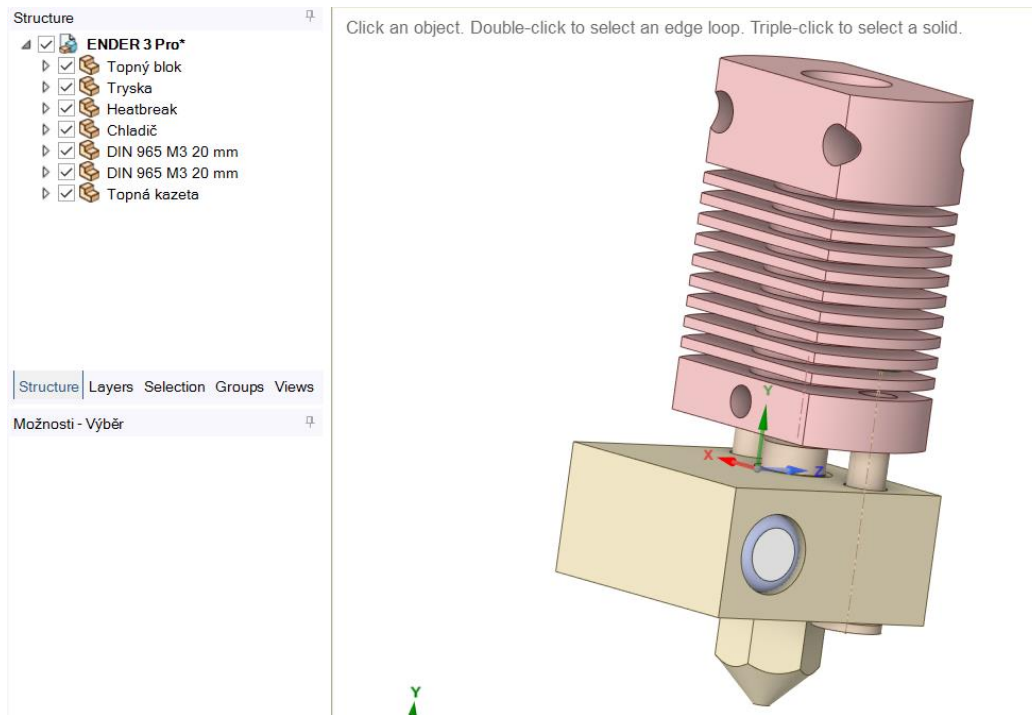 Structure
Click an object. Double-click to select an edge loop. Triple-click to select a solid.
ENDER 3 Pro*
Topný blok
Tryska
Heatbreak
Chladič
DIN 965 M3 20 mm
DIN 965 M3 20 mm
Topná kazeta
Structure Layers Selection Groups Views
Možnosti - Výběr
Y
X
Z
Y